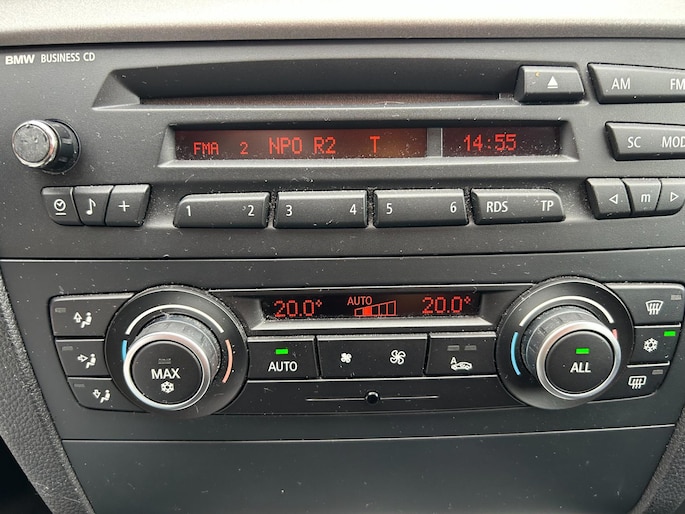 BMW BUSINESS CD
AM FM
FMA 2 NPO R2 T 14:55
SC MOD
1 2 3 4 5 6 RDS TP
m
20.0° AUTO 20.0°
MAX
AUTO
A
ALL